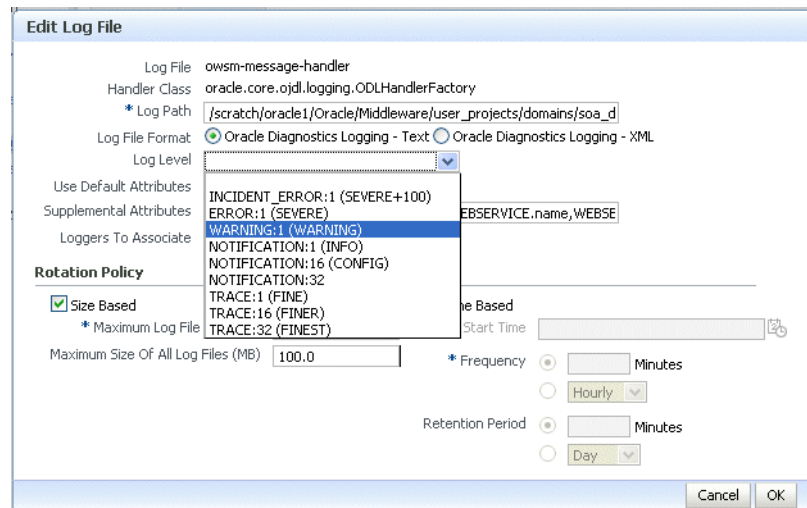 Edit Log File
Log File owsm-message-handler
Handler Class oracle.core.ojdl.logging.ODLHandlerFactory
* Log Path /scratch/oracle1/Oracle/Middleware/user_projects/domains/soa_d
Log File Format Oracle Diagnostics Logging - Text Oracle Diagnostics Logging - XML
Log Level
Use Default Attributes
INCIDENT_ERROR:1 (SEVERE+100)
Supplemental Attributes ERROR:1 (SEVERE) EBSERVICE.name,WEBSE
WARNING:1 (WARNING)
Loggers To Associate NOTIFICATION:1 (INFO)
NOTIFICATION:16 (CONFIG)
Rotation Policy NOTIFICATION:32
TRACE:1 (FINE)
Size Based TRACE:16 (FINER) e Based
* Maximum Log File TRACE:32 (FINEST) Start Time
Maximum Size Of All Log Files (MB) 100.0 * Frequency Minutes
Hourly
Retention Period Minutes
Day
Cancel OK